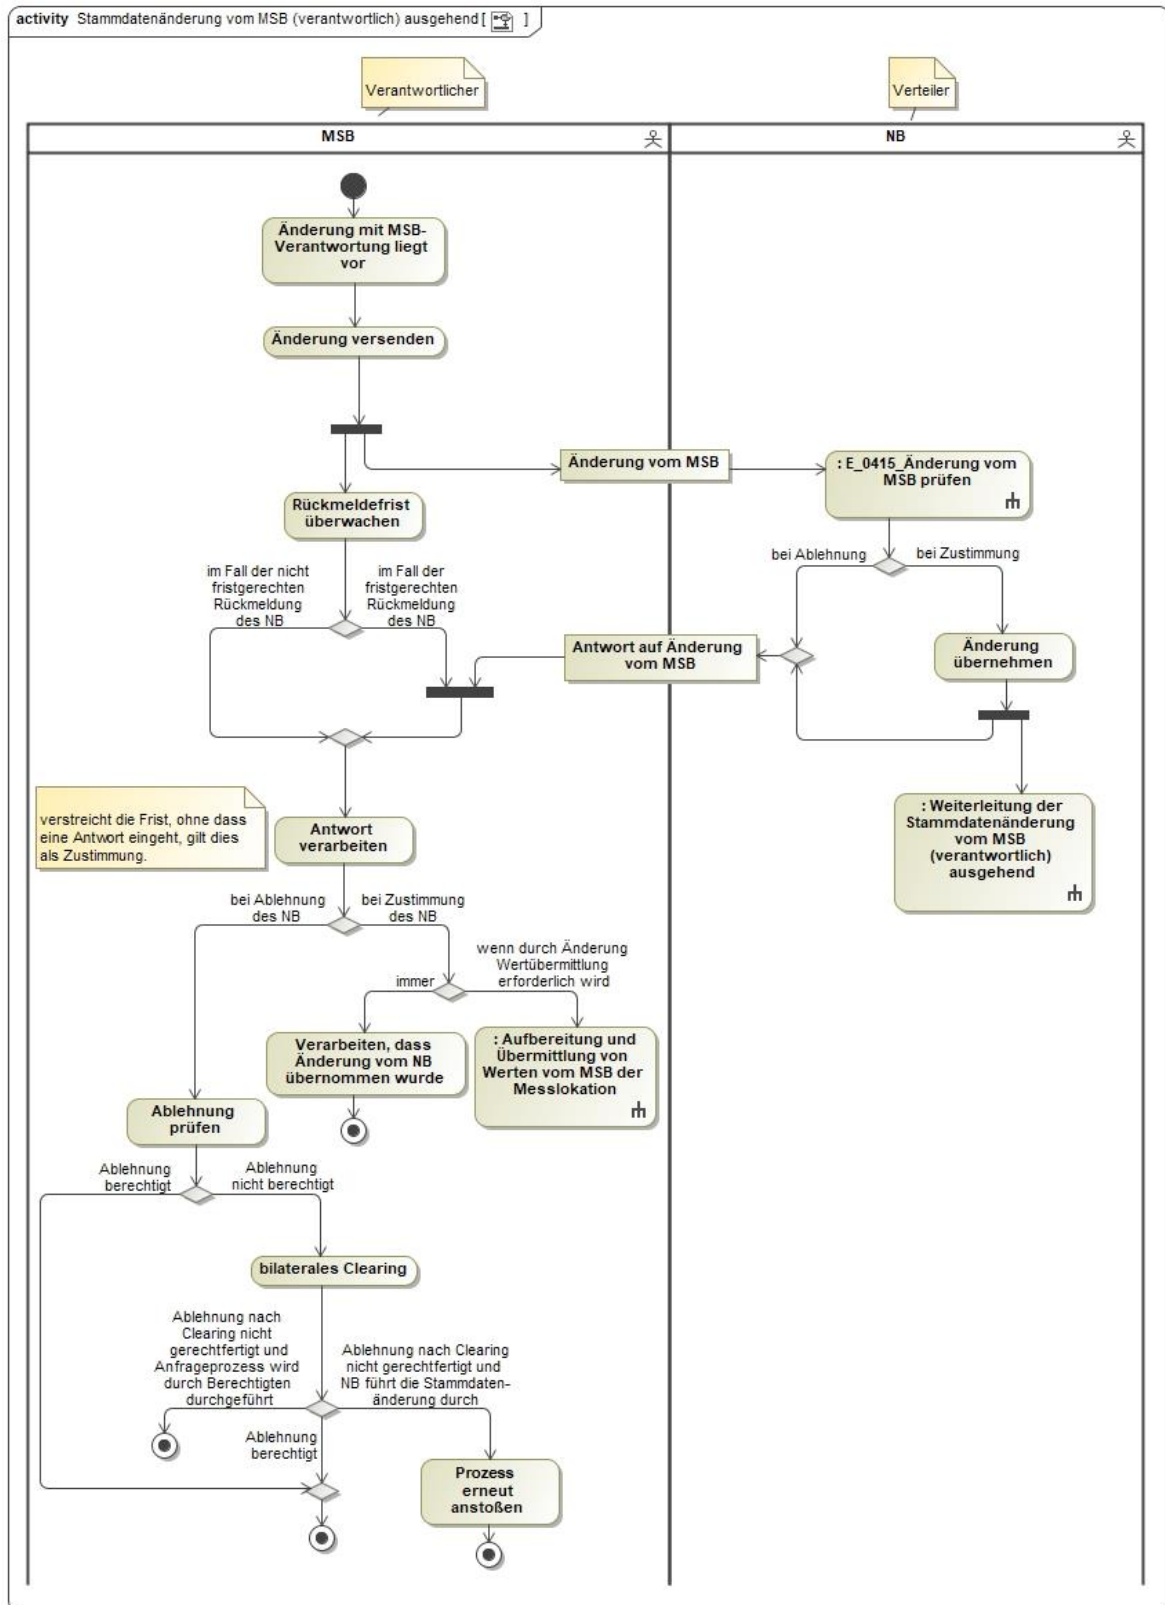 activity Stammdatenänderung vom MSB (verantwortlich) ausgehend [ ]
Verantwortlicher
Verteiler
MSB
NB
Änderung mit MSB-
Verantwortung liegt
vor
Änderung versenden
Änderung vom MSB
: E_0415_Änderung vom
MSB prüfen
Rückmeldefrist
überwachen
bei Ablehnung
bei Zustimmung
im Fall der nicht
fristgerechten
Rückmeldung
des NB
im Fall der
fristgerechten
Rückmeldung
des NB
Antwort auf Änderung
vom MSB
Änderung
übernehmen
verstreicht die Frist, ohne dass
eine Antwort eingeht, gilt dies
als Zustimmung.
Antwort
verarbeiten
: Weiterleitung der
Stammdatenänderung
vom MSB
(verantwortlich)
ausgehend
bei Ablehnung
des NB
bei Zustimmung
des NB
immer
wenn durch Änderung
Wertübermittlung
erforderlich wird
Verarbeiten, dass
Änderung vom NB
übernommen wurde
: Aufbereitung und
Übermittlung von
Werten vom MSB der
Messlokation
Ablehnung
prüfen
Ablehnung
berechtigt
Ablehnung
nicht berechtigt
bilaterales Clearing
Ablehnung nach
Clearing nicht
gerechtfertigt und
Anfrageprozess wird
durch Berechtigten
durchgeführt
Ablehnung nach Clearing
nicht gerechtfertigt und
NB führt die Stammdaten-
änderung durch
Ablehnung
berechtigt
Prozess
erneut
anstoßen